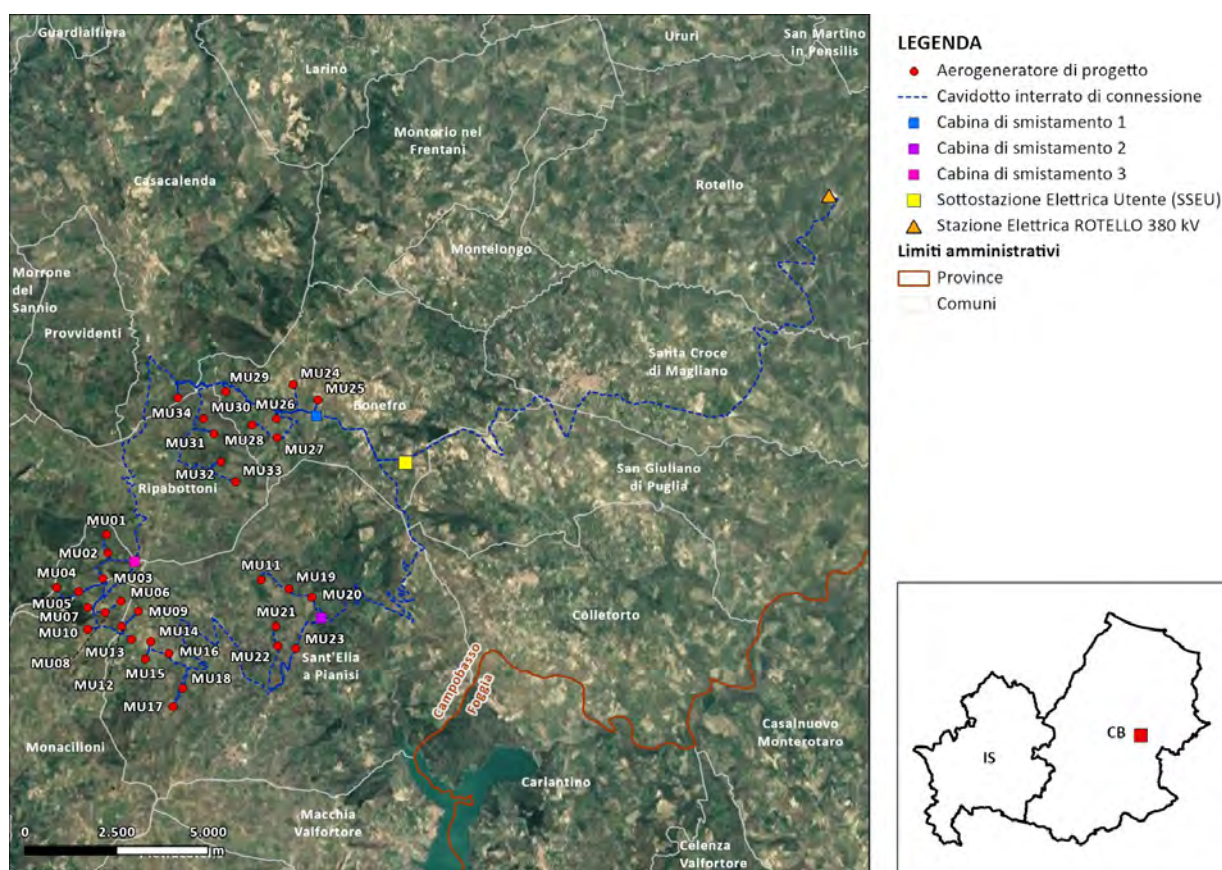 Guardialfiera
Larino
Ururi
San Martino
in Pensilis
Montorio nei
Frentani
Casacalenda
Rotello
Montelongo
Morrone
del
Sannio
Provvidenti
Santa Croce
di Magliano
MU29
MU24
MU25
MU30
MU26
Bonefro
MU34
MU31
MU28
MU27
MU32
MU33
Ripabottoni
San Giuliano
di Puglia
MU01
MU02
MU04
MU03
MU11
MU19
MU05
MU06
MU20
MU07
MU09
MU21
Colletorto
MU10
MU14
MU23
MU13
MU16
MU22
MU08
MU15
Sant'Elia
a Pianisi
MU12
MU18
MU17
Campobasso
Foggia
Monacilioni
Casalnuovo
Monterotaro
Carlantino
Macchia
Valfortore
Celenza
Valfortore
0 2.500 5.000
m
LEGENDA
Aerogeneratore di progetto
Cavidotto interrato di connessione
Cabina di smistamento 1
Cabina di smistamento 2
Cabina di smistamento 3
Sottostazione Elettrica Utente (SSEU)
Stazione Elettrica ROTELLO 380 kV
Limiti amministrativi
Province
Comuni
IS
CB